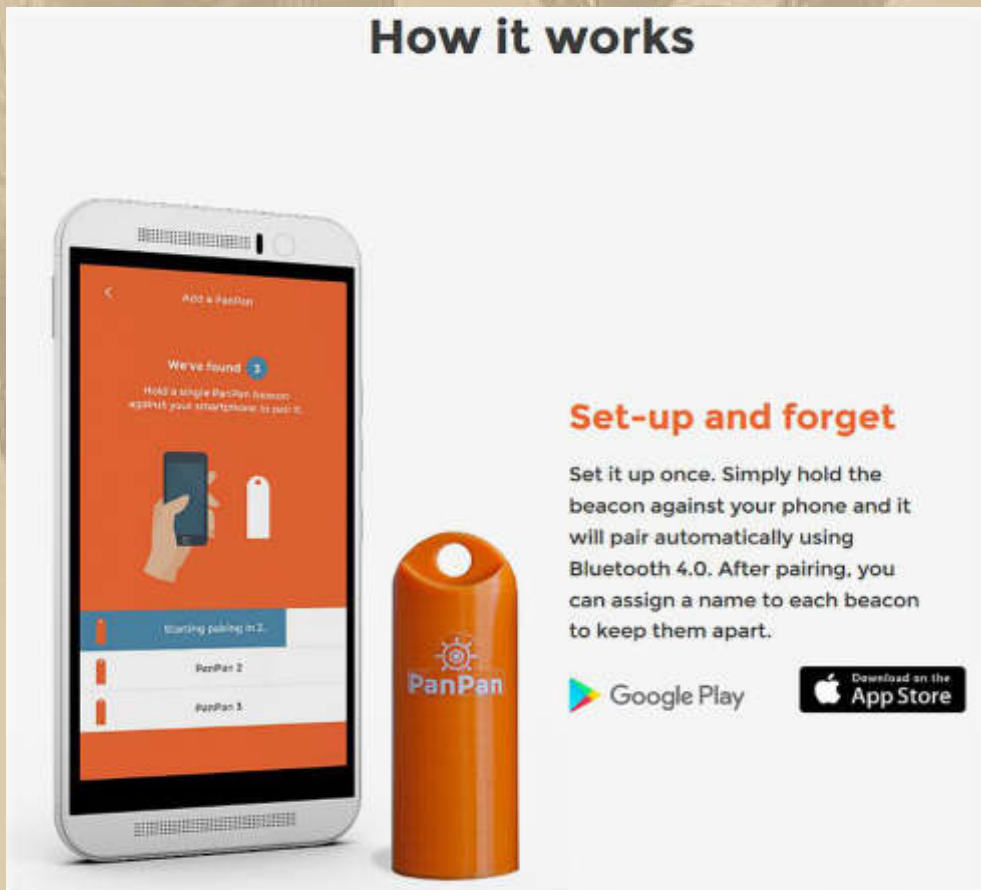 How it works
Add a PanPan
We've found 3
Hold a single PanPan beacon
against your smartphone to pair it.
Starting pairing in 2..
PanPan 2
PanPan 3
PanPan
Set-up and forget
Set it up once. Simply hold the
beacon against your phone and it
will pair automatically using
Bluetooth 4.0. After pairing, you
can assign a name to each beacon
to keep them apart.
Google Play
Download on the
App Store